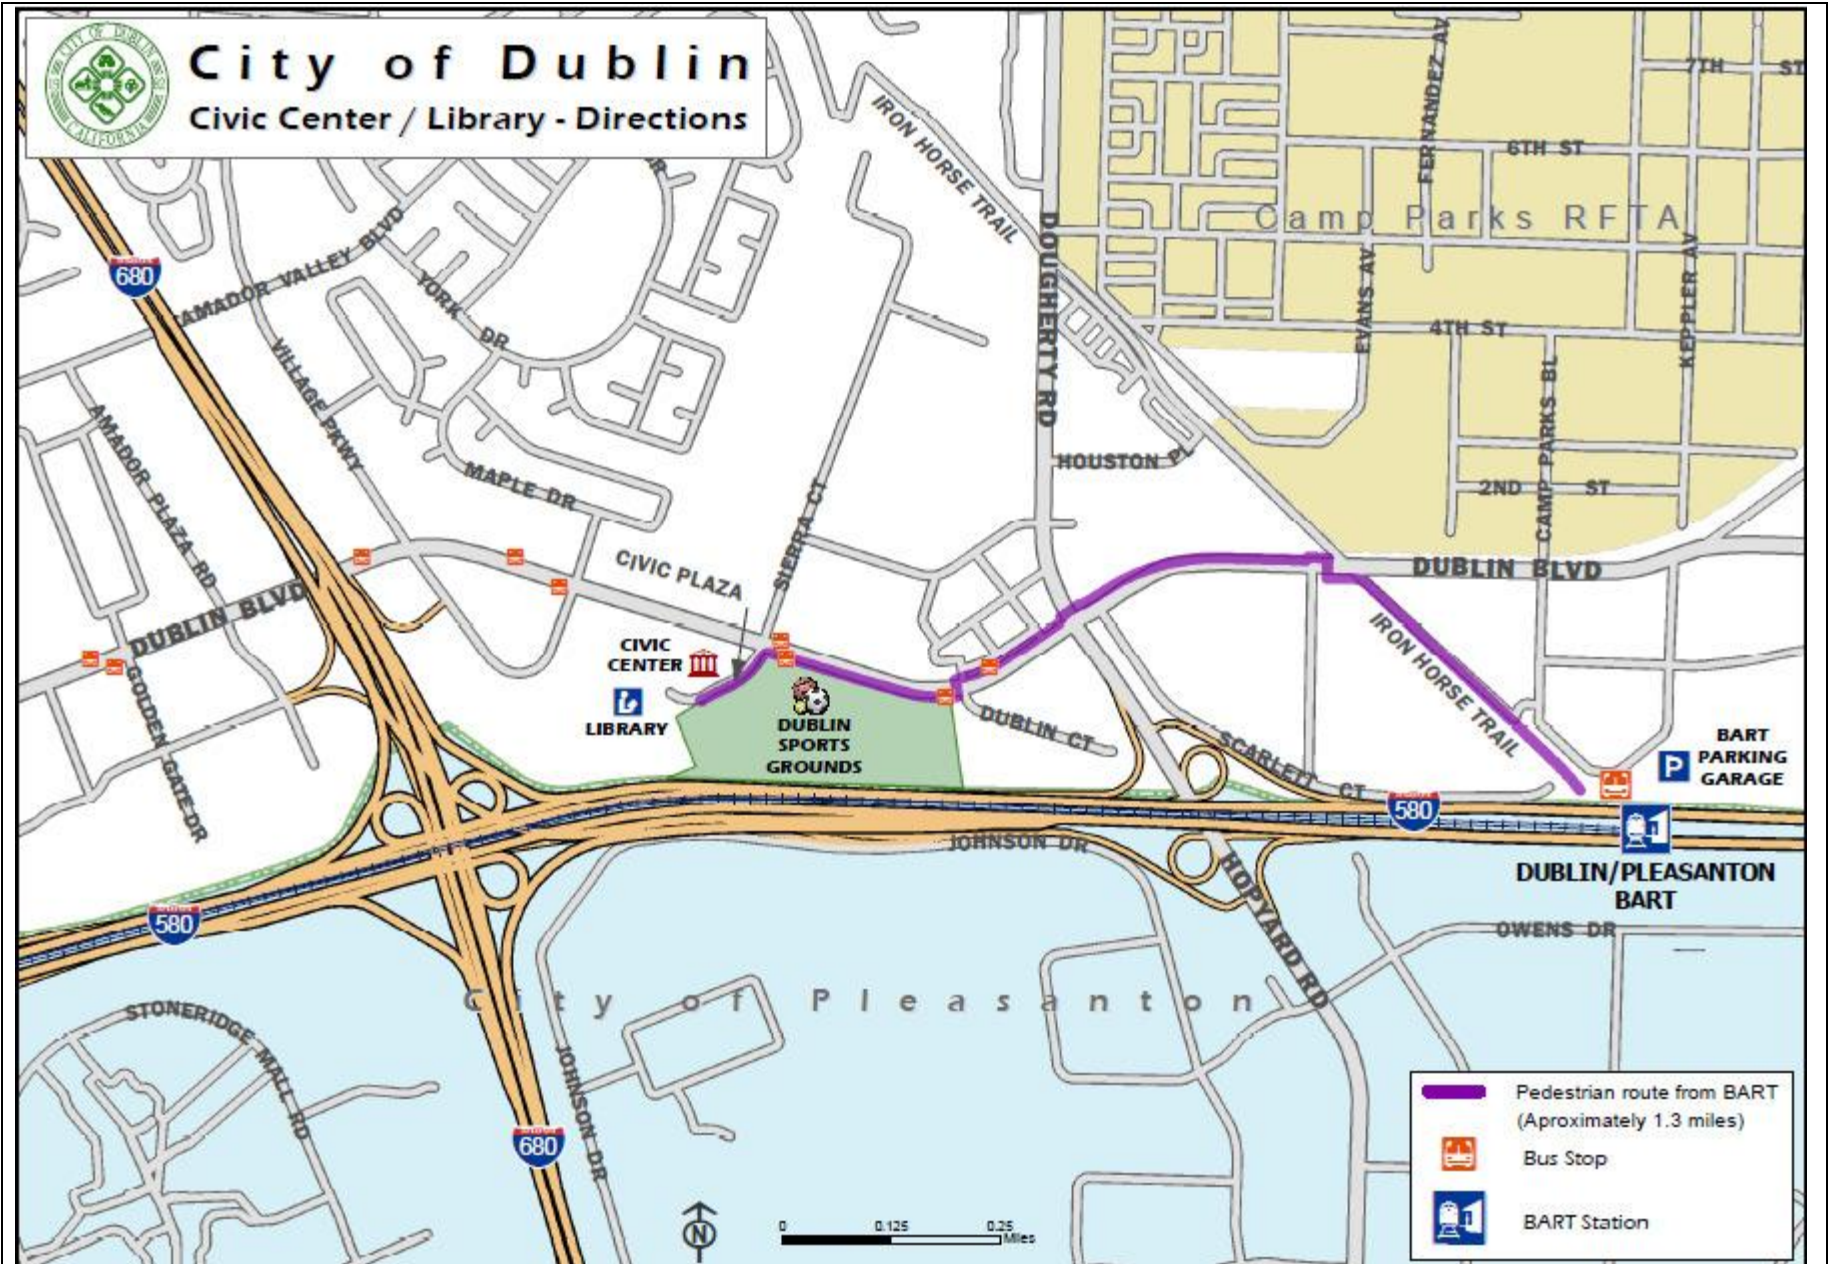 City of Dublin
Civic Center / Library - Directions
CITY OF DUBLIN
CALIFORNIA
IRON HORSE TRAIL
FERNANDEZ AV
7TH ST
6TH ST
DR
680
AMADOR VALLEY BLVD
YORK DR
DOUGHERTY RD
Camp Parks RFTA
EVANS AV
KEPPLER AV
4TH ST
VILLAGE PKWY
AMADOR PLAZA RD
MAPLE DR
SIERRA CT
HOUSTON PL
CAMP PARKS BL
2ND ST
CIVIC PLAZA
DUBLIN BLVD
DUBLIN BLVD
CIVIC
CENTER
LIBRARY
GOLDEN GATE DR
DUBLIN
SPORTS
GROUNDS
DUBLIN CT
IRON HORSE TRAIL
SCARLETT CT
BART
PARKING
GARAGE
P
580
JOHNSON DR
HOPYARD RD
DUBLIN/PLEASANTON
BART
580
OWENS DR
City of Pleasanton
STONERIDGE MALL RD
JOHNSON DR
680
Pedestrian route from BART
(Aproximately 1.3 miles)
Bus Stop
BART Station
N
0 0.125 0.25
Miles